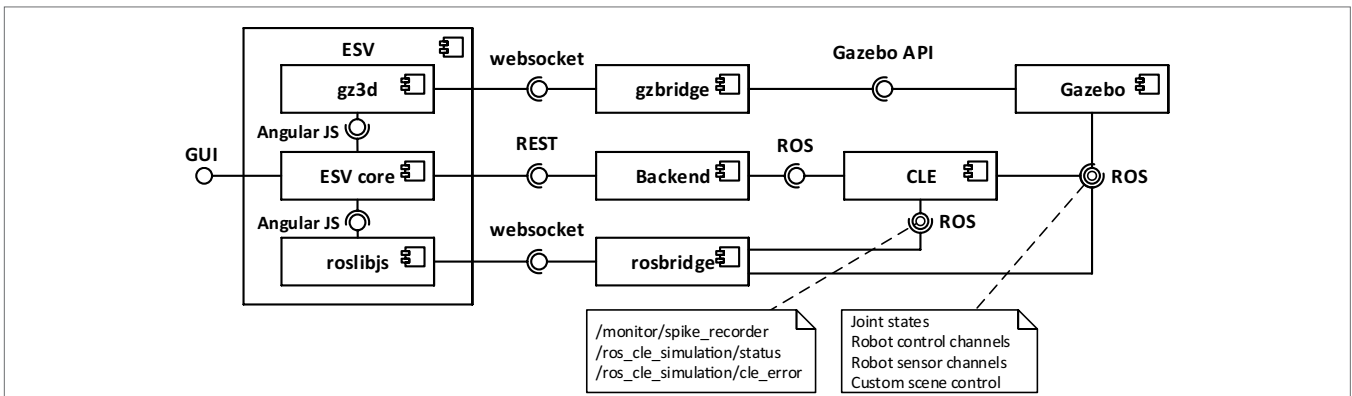 ESV
websocket
Gazebo API
gz3d
gzbridge
Gazebo
Angular JS
GUI
REST
ROS
ESV core
Backend
CLE
ROS
Angular JS
websocket
ROS
roslibjs
rosbridge
/monitor/spike_recorder
/ros_cle_simulation/status
/ros_cle_simulation/cle_error
Joint states
Robot control channels
Robot sensor channels
Custom scene control